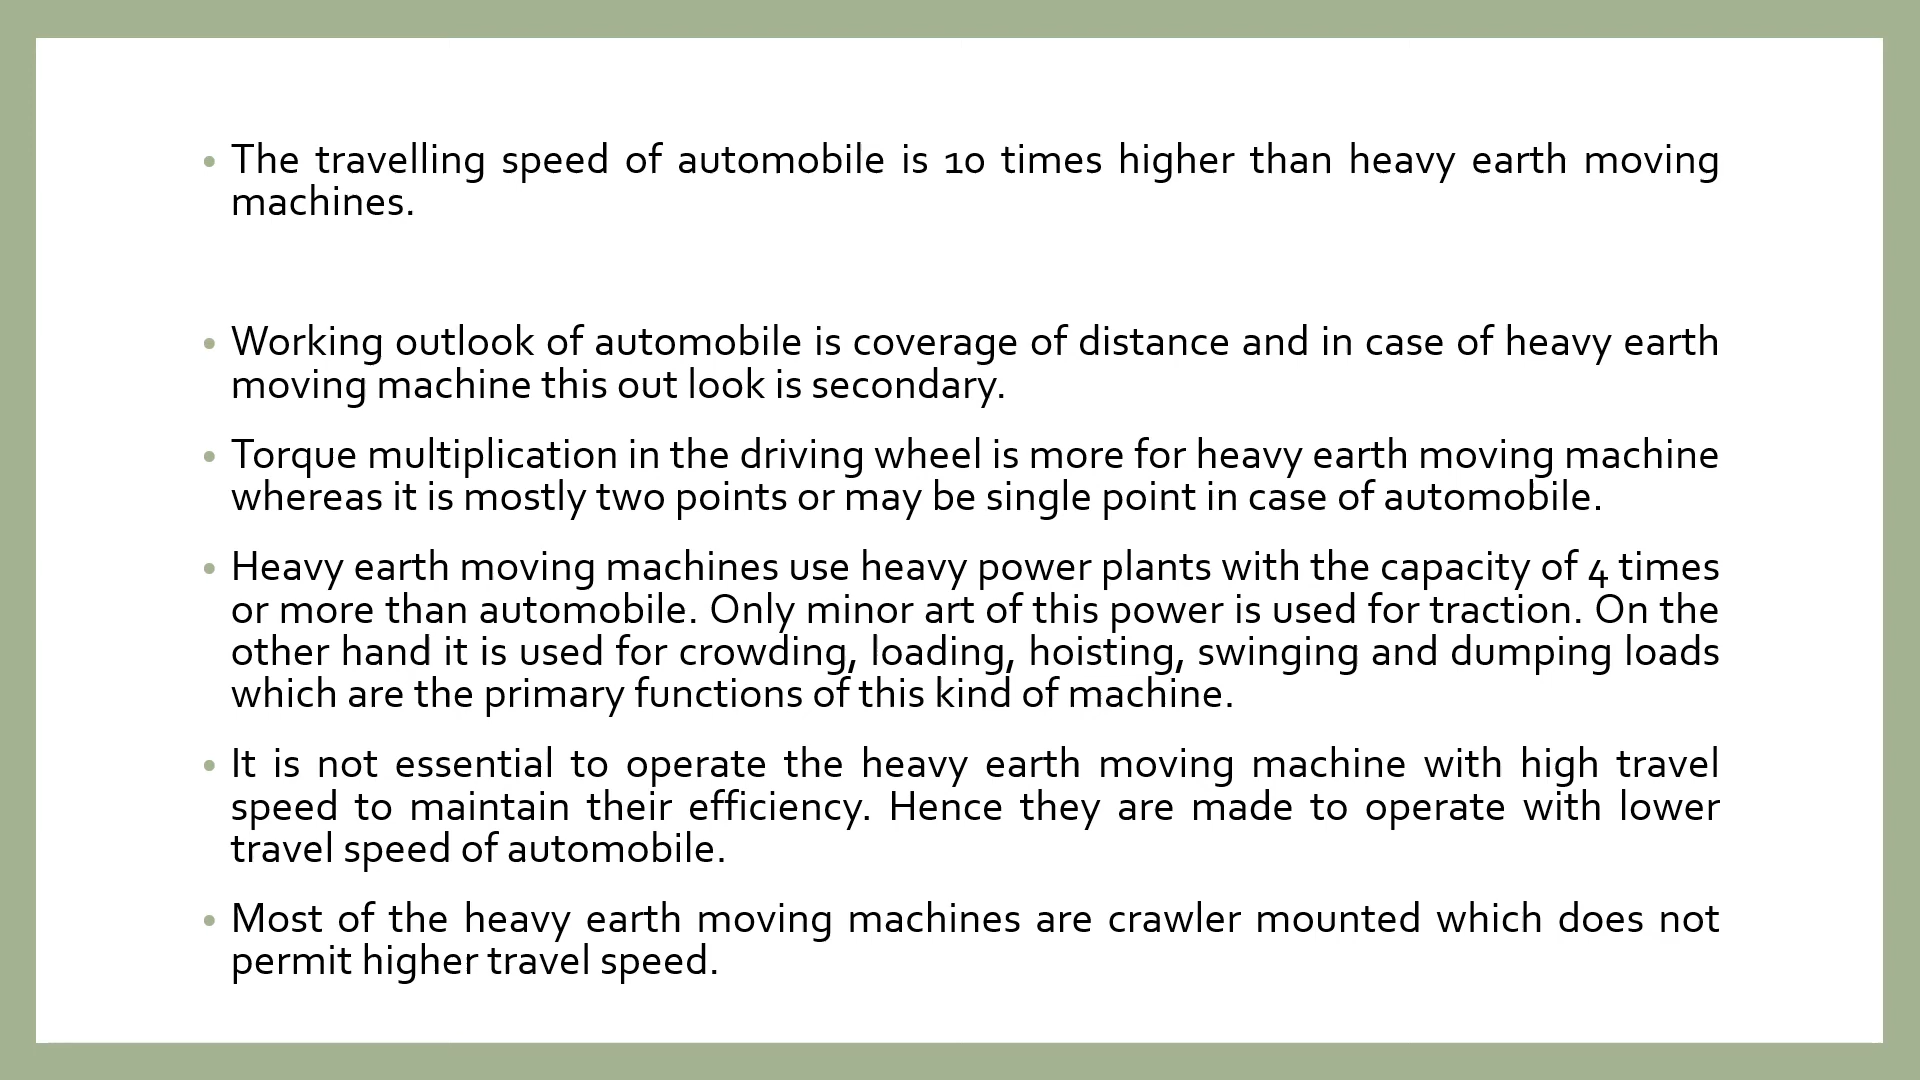 • The travelling speed of automobile is 10 times higher than heavy earth moving
machines.
• Working outlook of automobile is coverage of distance and in case of heavy earth
moving machine this out look is secondary.
• Torque multiplication in the driving wheel is more for heavy earth moving machine
whereas it is mostly two points or may be single point in case of automobile.
• Heavy earth moving machines use heavy power plants with the capacity of 4 times
or more than automobile. Only minor art of this power is used for traction. On the
other hand it is used for crowding, loading, hoisting, swinging and dumping loads
which are the primary functions of this kind of machine.
• It is not essential to operate the heavy earth moving machine with high travel
speed to maintain their efficiency. Hence they are made to operate with lower
travel speed of automobile.
• Most of the heavy earth moving machines are crawler mounted which does not
permit higher travel speed.